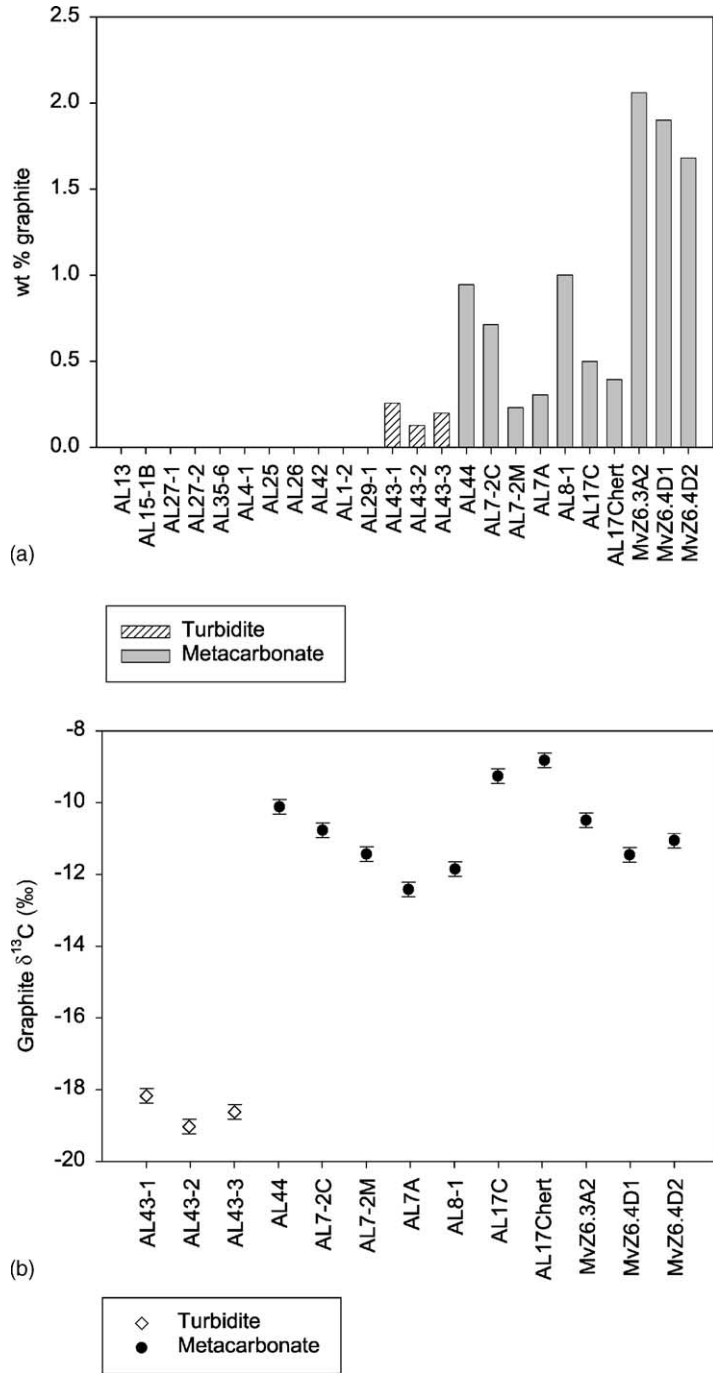 2.5
2.0
1.5
1.0
0.5
0.0
wt % graphite
AL13
AL15-1B
AL27-1
AL27-2
AL35-6
AL4-1
AL25
AL26
AL42
AL1-2
AL29-1
AL43-1
AL43-2
AL43-3
AL44
AL7-2C
AL7-2M
AL7A
AL8-1
AL17C
AL17Chert
MvZ6.3A2
MvZ6.4D1
MvZ6.4D2
(a)
Turbidite
Metacarbonate
-8
-10
-12
-14
-16
-18
-20
Graphite δ¹³C (‰)
AL43-1
AL43-2
AL43-3
AL44
AL7-2C
AL7-2M
AL7A
AL8-1
AL17C
AL17Chert
MvZ6.3A2
MvZ6.4D1
MvZ6.4D2
(b)
Turbidite
Metacarbonate